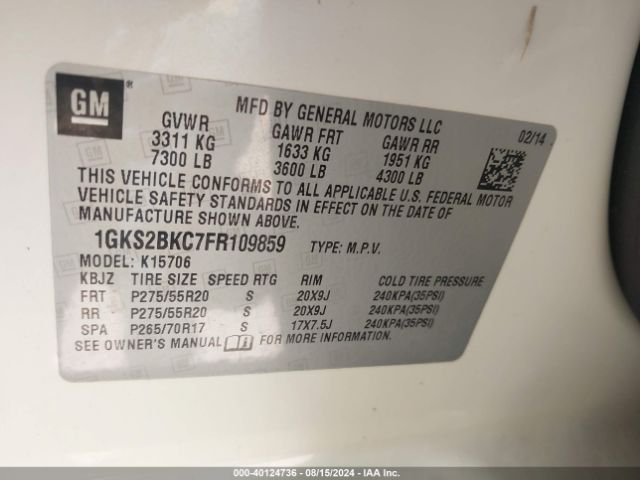 GM®
MFD BY GENERAL MOTORS LLC
02/14
GVWR GAWR FRT GAWR RR
3311 KG 1633 KG 1951 KG
7300 LB 3600 LB 4300 LB
THIS VEHICLE CONFORMS TO ALL APPLICABLE U.S. FEDERAL MOTOR
VEHICLE SAFETY STANDARDS IN EFFECT ON THE DATE OF
MANUFACTURE SHOWN ABOVE.
1GKS2BKC7FR109859 TYPE: M.P.V.
MODEL: K15706
KBJZ TIRE SIZE SPEED RTG RIM COLD TIRE PRESSURE
FRT P275/55R20 S 20X9J 240KPA(35PSI)
RR P275/55R20 S 20X9J 240KPA(35PSI)
SPA P265/70R17 S 17X7.5J 240KPA(35PSI)
SEE OWNER'S MANUAL FOR MORE INFORMATION.
000-40124736 - 08/15/2024 - IAA Inc.